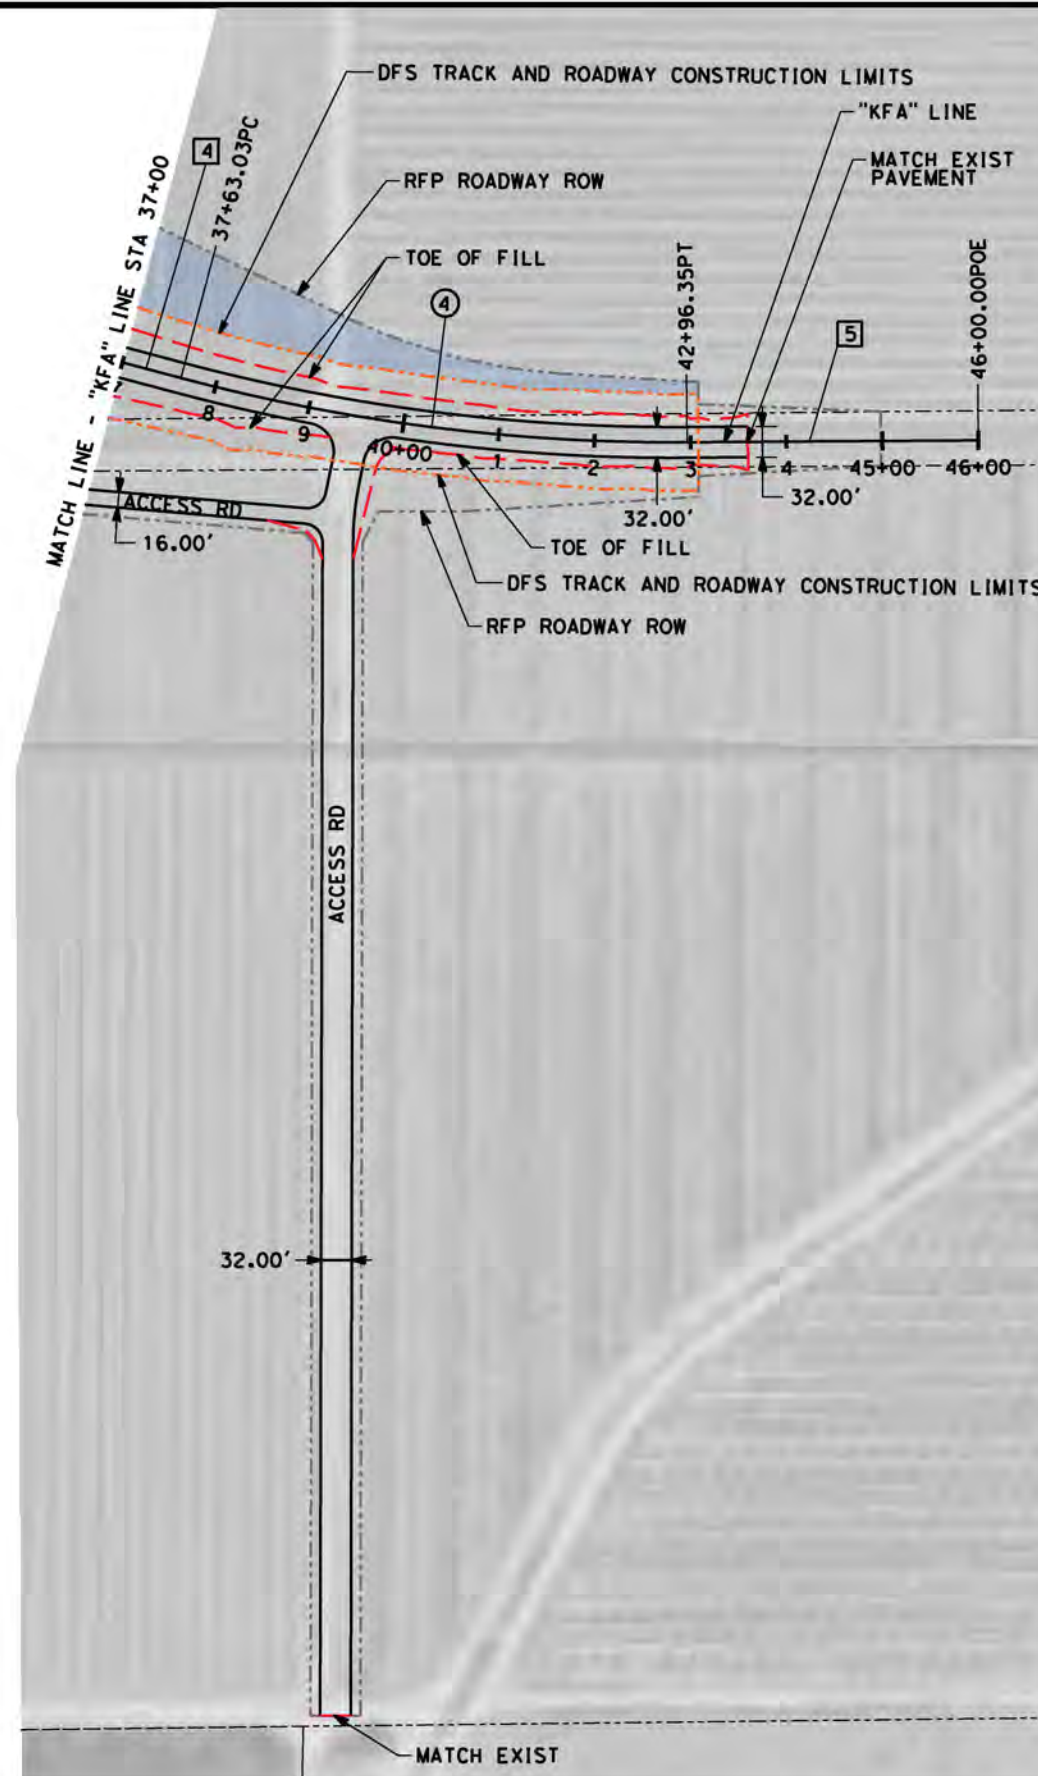 DFS TRACK AND ROADWAY CONSTRUCTION LIMITS
"KFA" LINE
4
37+63.03PC
MATCH EXIST
PAVEMENT
RFP ROADWAY ROW
MATCH LINE - "KFA" LINE STA 37+00
TOE OF FILL
4
42+96.35PT
46+00.00POE
5
7
8
9
40+00
1
2
3
4
45+00
46+00
ACCESS RD
32.00'
32.00'
16.00'
TOE OF FILL
DFS TRACK AND ROADWAY CONSTRUCTION LIMITS
RFP ROADWAY ROW
ACCESS RD
32.00'
MATCH EXIST